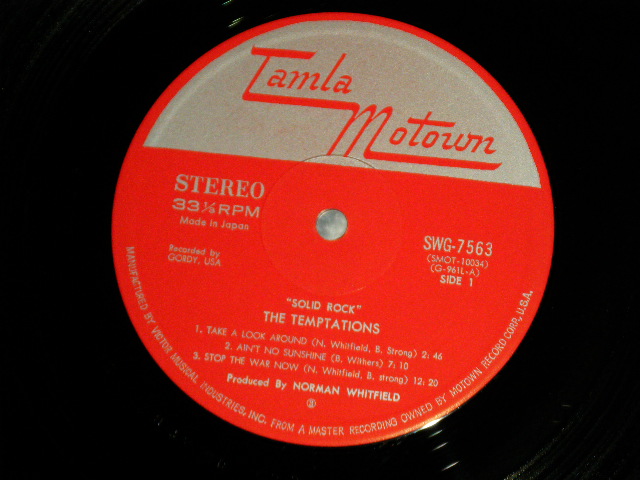 Tamla
Motown
STEREO
33⅓ RPM
Made in Japan
Recorded by
GORDY, USA
SWG-7563
(SMOT-10034)
(G-961L-A)
SIDE 1
"SOLID ROCK"
THE TEMPTATIONS
1. TAKE A LOOK AROUND (N. Whitfield, B. Strong) 2:46
2. AIN'T NO SUNSHINE (B. Withers) 7:10
3. STOP THE WAR NOW (N. Whitfield, B. strong) 12:20
Produced By NORMAN WHITFIELD
MANUFACTURED BY VICTOR MUSICAL INDUSTRIES, INC. FROM A MASTER RECORDING OWNED BY MOTOWN RECORD CORP., U.S.A.